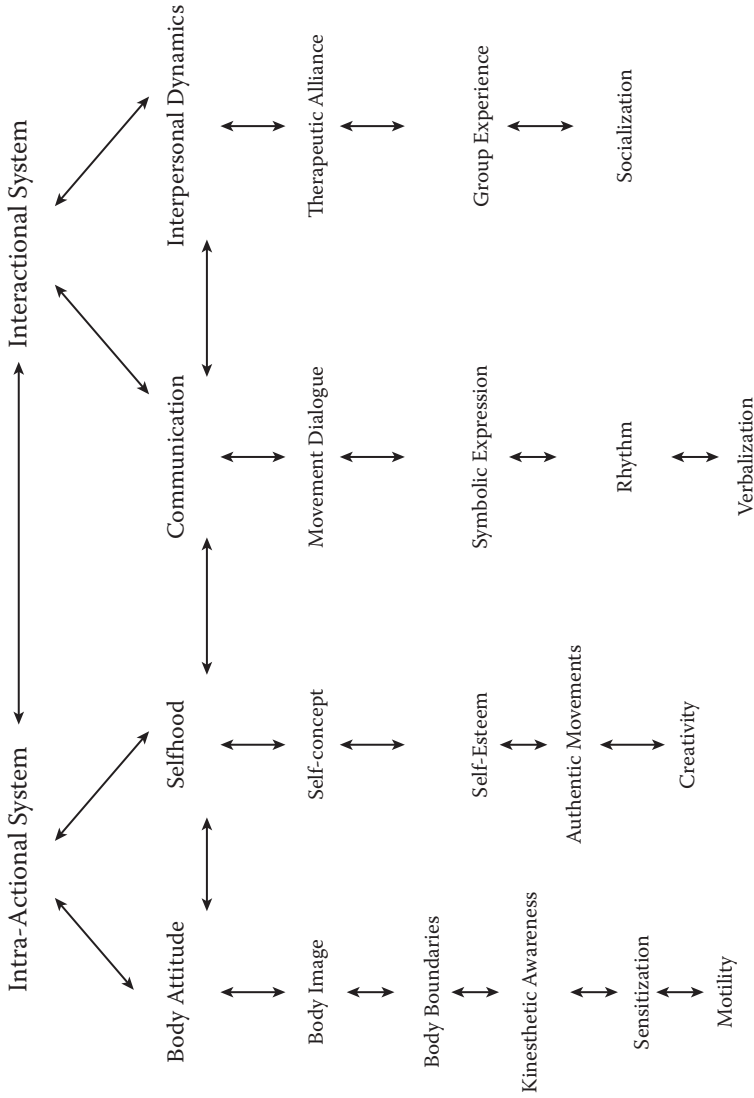 Intra-Actional System
Interactional System
Body Attitude
Selfhood
Communication
Interpersonal Dynamics
Body Image
Self-concept
Movement Dialogue
Therapeutic Alliance
Body Boundaries
Self-Esteem
Symbolic Expression
Group Experience
Kinesthetic Awareness
Authentic Movements
Sensitization
Rhythm
Socialization
Creativity
Motility
Verbalization